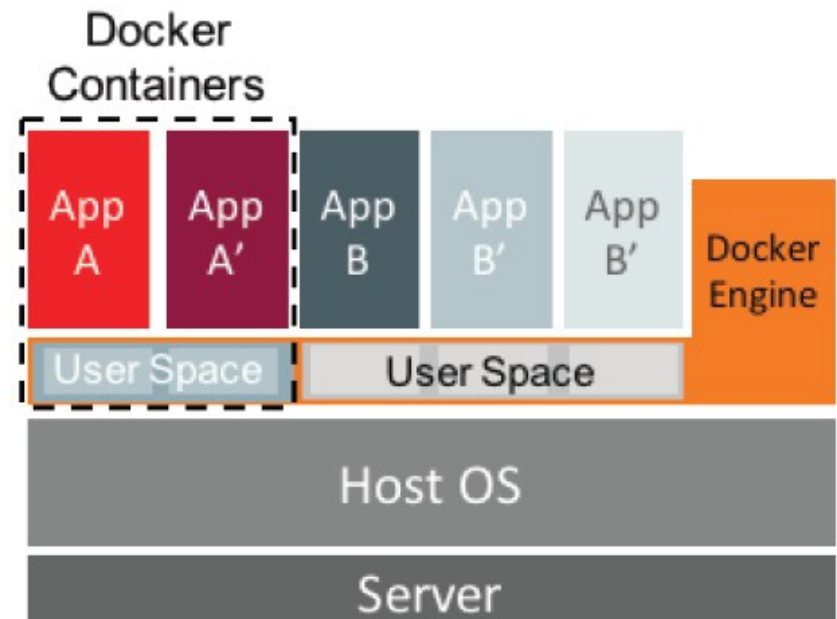 Docker
Containers
App
A
App
A’
App
B
App
B’
App
B’
Docker
Engine
User Space
User Space
Host OS
Server